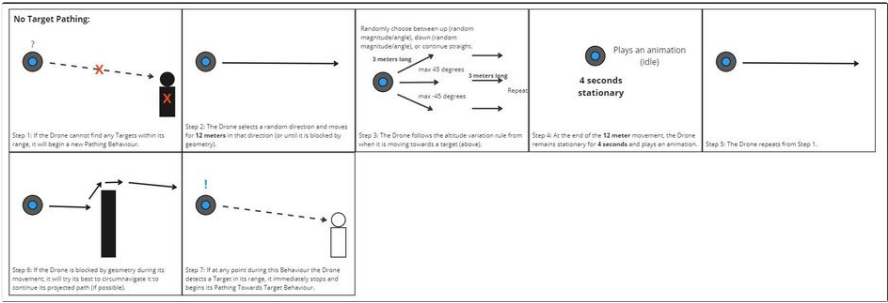 No Target Pathing:
?
X
X
Step 1: If the Drone cannot find any Targets within its
range, it will begin a new Pathing Behaviour.
Step 2: The Drone selects a random direction and moves
for 12 meters in that direction (or until it is blocked by
geometry).
Randomly choose between up (random
magnitude/angle), down (random
magnitude/angle), or continue straight.
3 meters long
max 45 degrees
3 meters long
max -45 degrees
Repeat
Step 3: The Drone follows the altitude variation rule from
when it is moving towards a target (above).
Plays an animation
(idle)
4 seconds
stationary
Step 4: At the end of the 12 meter movement, the Drone
remains stationary for 4 seconds and plays an animation.
Step 5: The Drone repeats from Step 1.
Step 6: If the Drone is blocked by geometry during its
movement, it will try its best to circumnavigate it to
continue its projected path (if possible).
!
Step 7: If at any point during this Behaviour the Drone
detects a Target in its range, it immediately stops and
begins its Pathing Towards Target Behaviour.